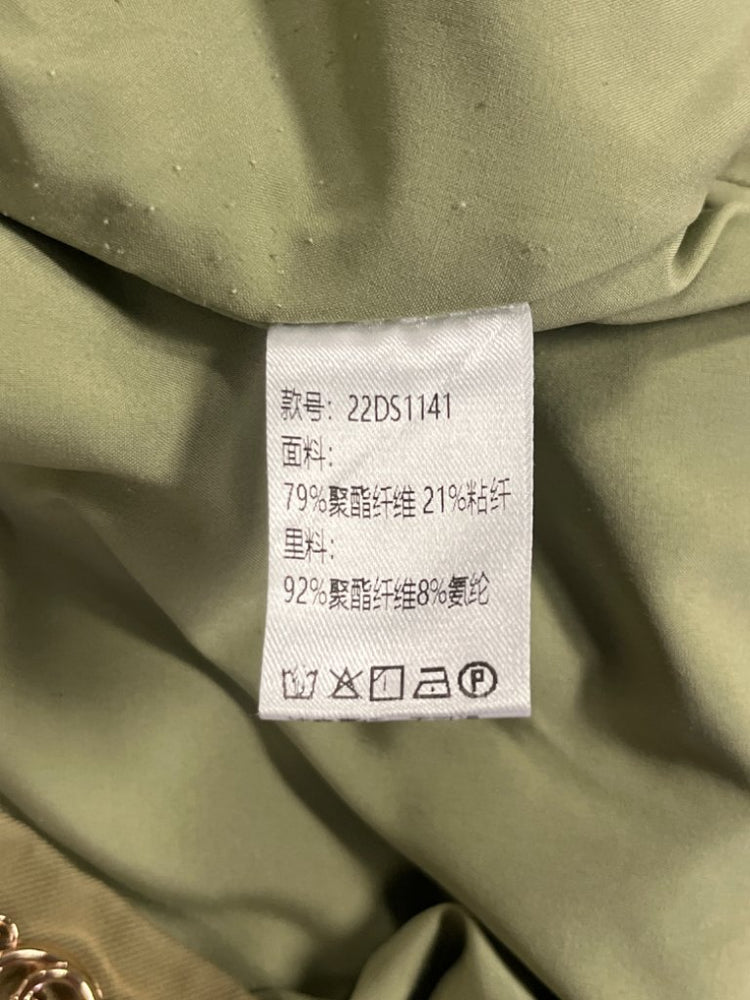 款号：22DS1141
面料：
79%聚酯纤维 21%粘纤
里料：
92%聚酯纤维8%氨纶
P